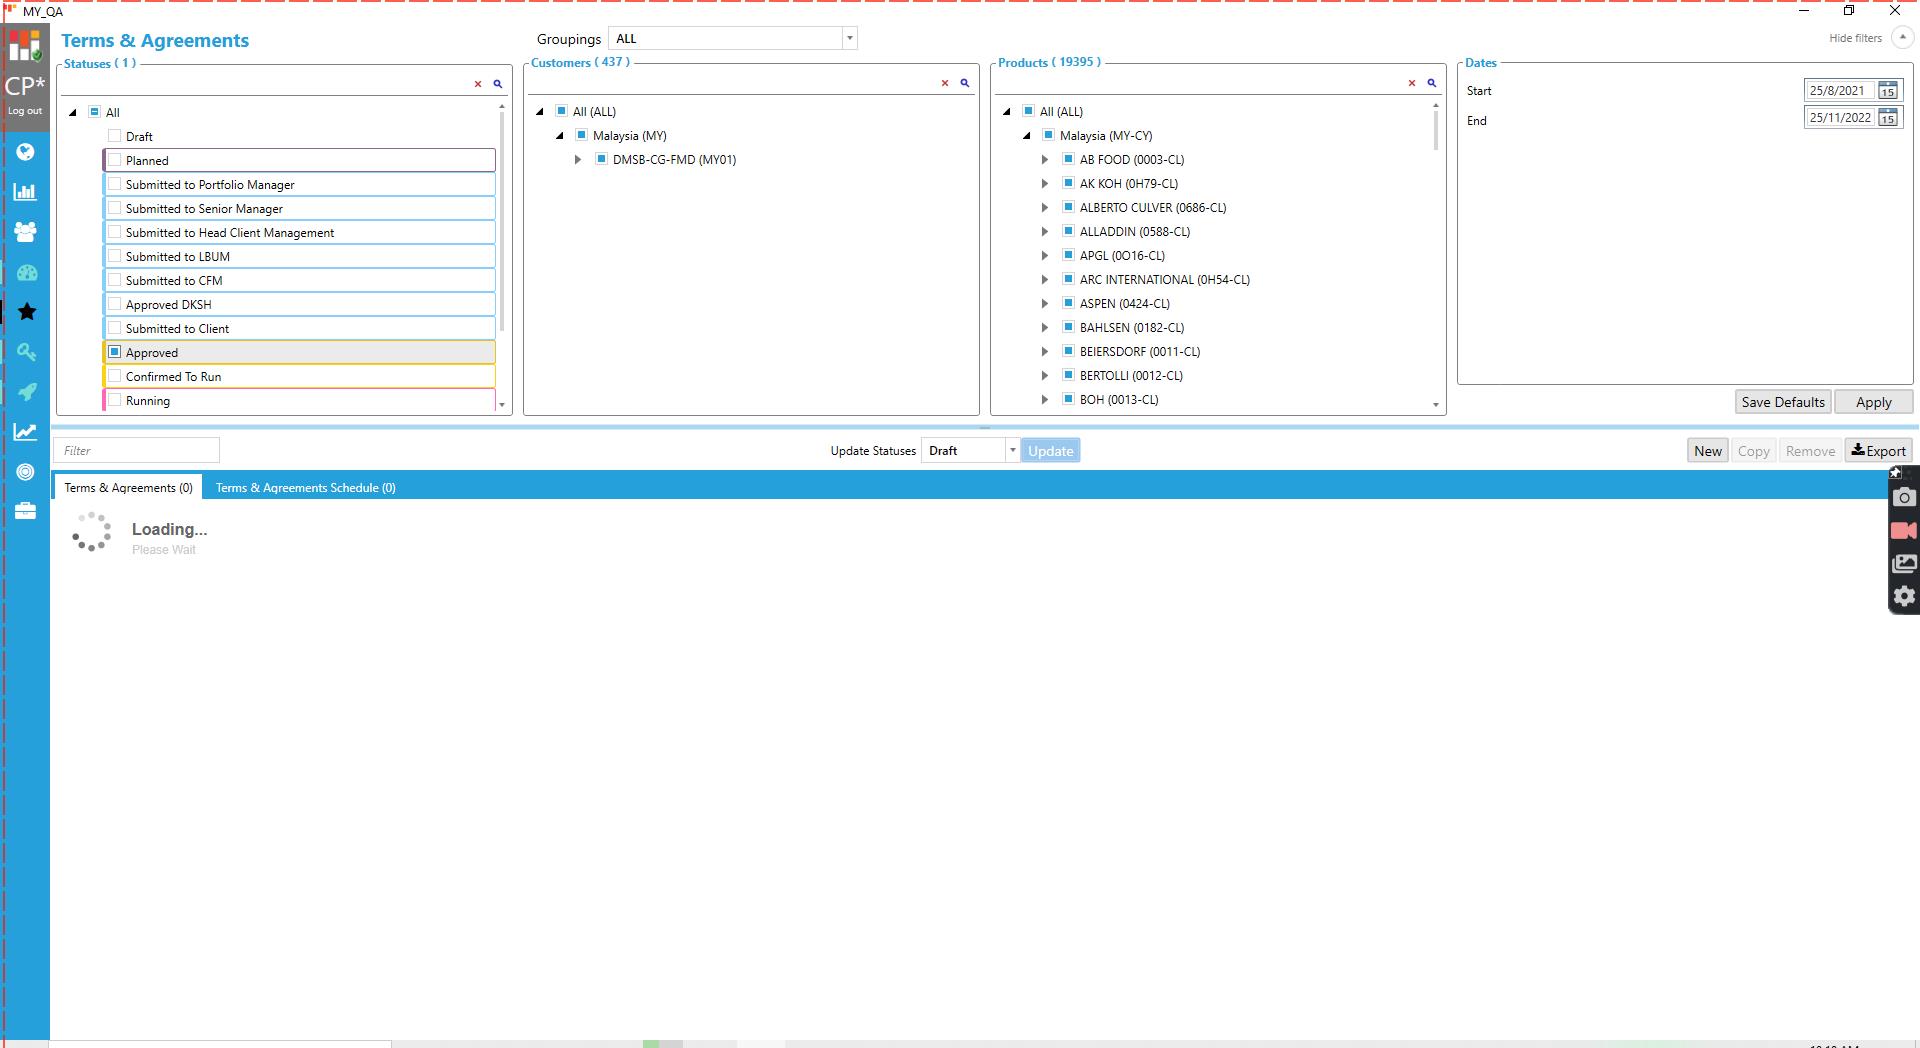 MY_QA
CP*
Log out
Terms & Agreements
Groupings
ALL
Hide filters
Statuses ( 1 )
All
Draft
Planned
Submitted to Portfolio Manager
Submitted to Senior Manager
Submitted to Head Client Management
Submitted to LBUM
Submitted to CFM
Approved DKSH
Submitted to Client
Approved
Confirmed To Run
Running
Customers ( 437 )
All (ALL)
Malaysia (MY)
DMSB-CG-FMD (MY01)
Products ( 19395 )
All (ALL)
Malaysia (MY-CY)
AB FOOD (0003-CL)
AK KOH (0H79-CL)
ALBERTO CULVER (0686-CL)
ALLADDIN (0588-CL)
APGL (0O16-CL)
ARC INTERNATIONAL (0H54-CL)
ASPEN (0424-CL)
BAHLSEN (0182-CL)
BEIERSDORF (0011-CL)
BERTOLLI (0012-CL)
BOH (0013-CL)
Dates
Start
25/8/2021
15
End
25/11/2022
15
Save Defaults
Apply
Filter
Update Statuses
Draft
Update
New
Copy
Remove
Export
Terms & Agreements (0)
Terms & Agreements Schedule (0)
Loading...
Please Wait